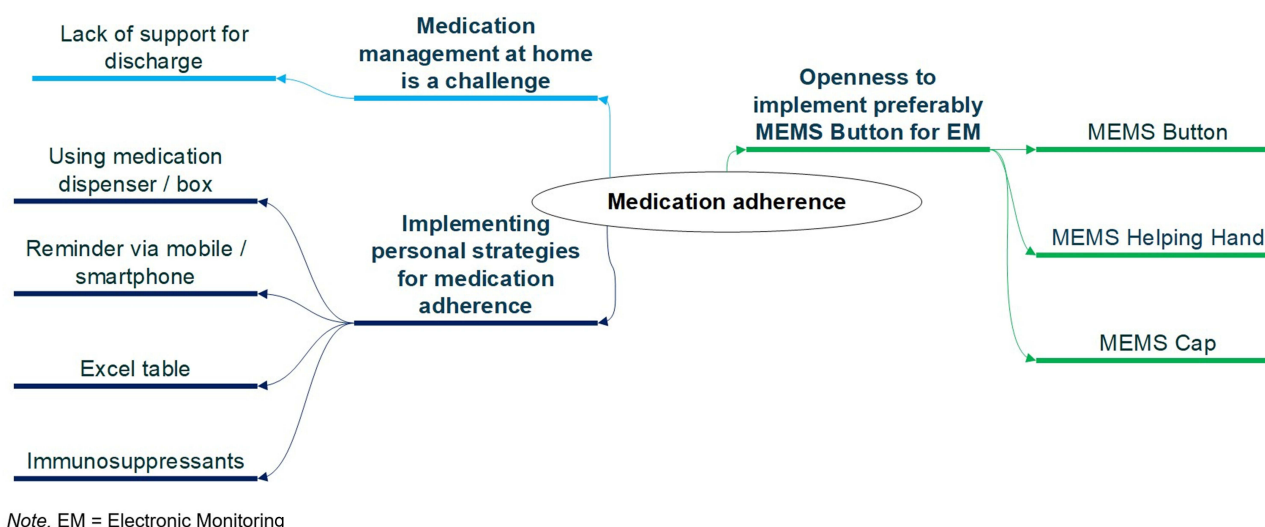 Lack of support for
discharge
Medication
management at home
is a challenge
Openness to
implement preferably
MEMS Button for EM
MEMS Button
Using medication
dispenser / box
Medication adherence
Implementing
personal strategies
for medication
adherence
Reminder via mobile /
smartphone
MEMS Helping Hand
MEMS Cap
Excel table
Immunosuppressants
Note. EM = Electronic Monitoring